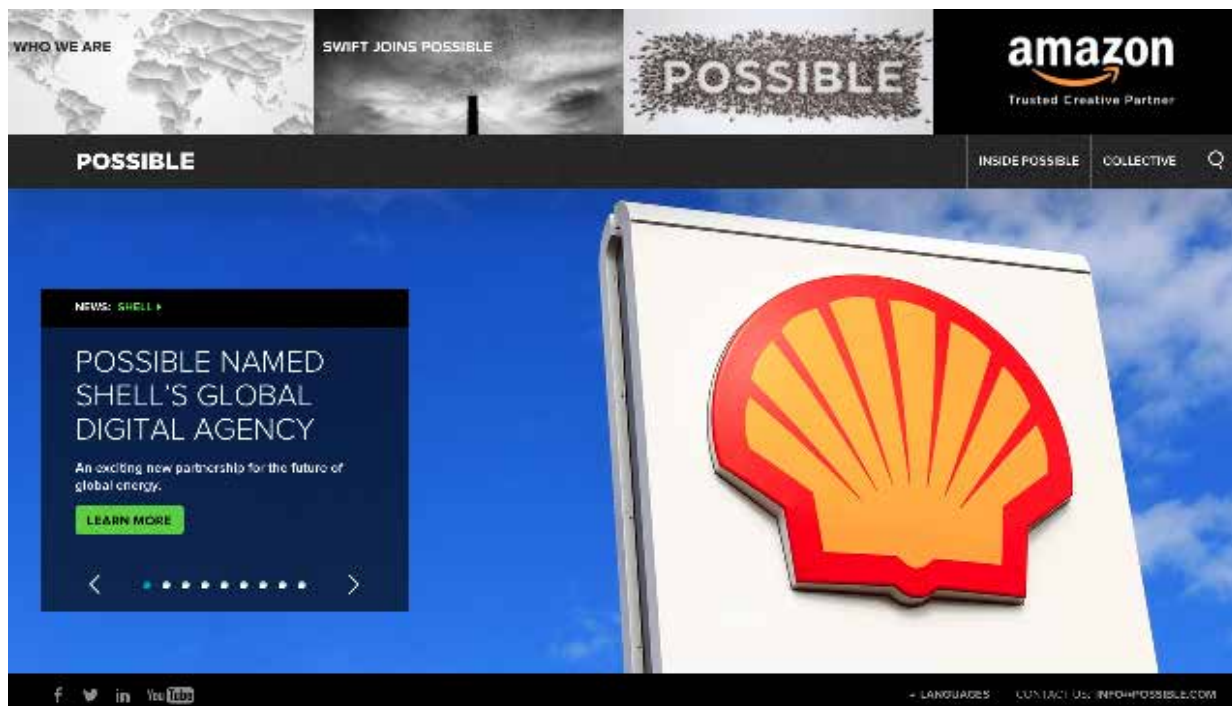 WHO WE ARE
SWIFT JOINS POSSIBLE
POSSIBLE
amazon
Trusted Creative Partner
POSSIBLE
INSIDE POSSIBLE
COLLECTIVE
NEWS: SHELL
POSSIBLE NAMED
SHELL'S GLOBAL
DIGITAL AGENCY
An exciting new partnership for the future of
global energy.
LEARN MORE
f
in
You Tube
LANGUAGES
CONTACT US: INFO@POSSIBLE.COM